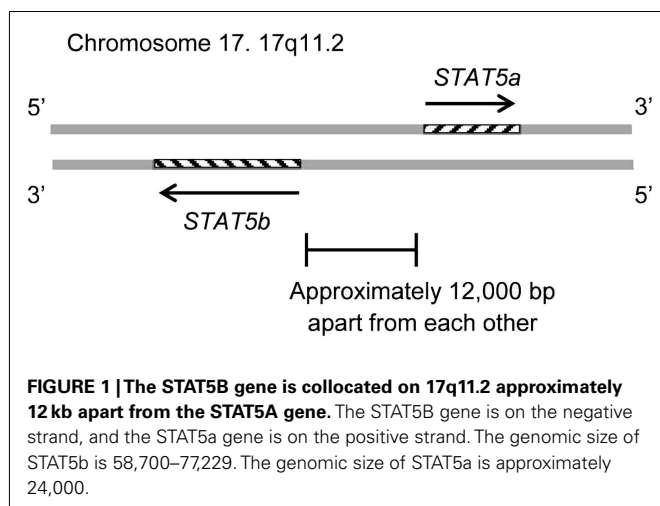 Chromosome 17. 17q11.2
STAT5a
5’ 3’
3’ 5’
STAT5b
Approximately 12,000 bp
apart from each other
FIGURE 1 | The STAT5B gene is collocated on 17q11.2 approximately
12 kb apart from the STAT5A gene. The STAT5B gene is on the negative
strand, and the STAT5a gene is on the positive strand. The genomic size of
STAT5b is 58,700–77,229. The genomic size of STAT5a is approximately
24,000.